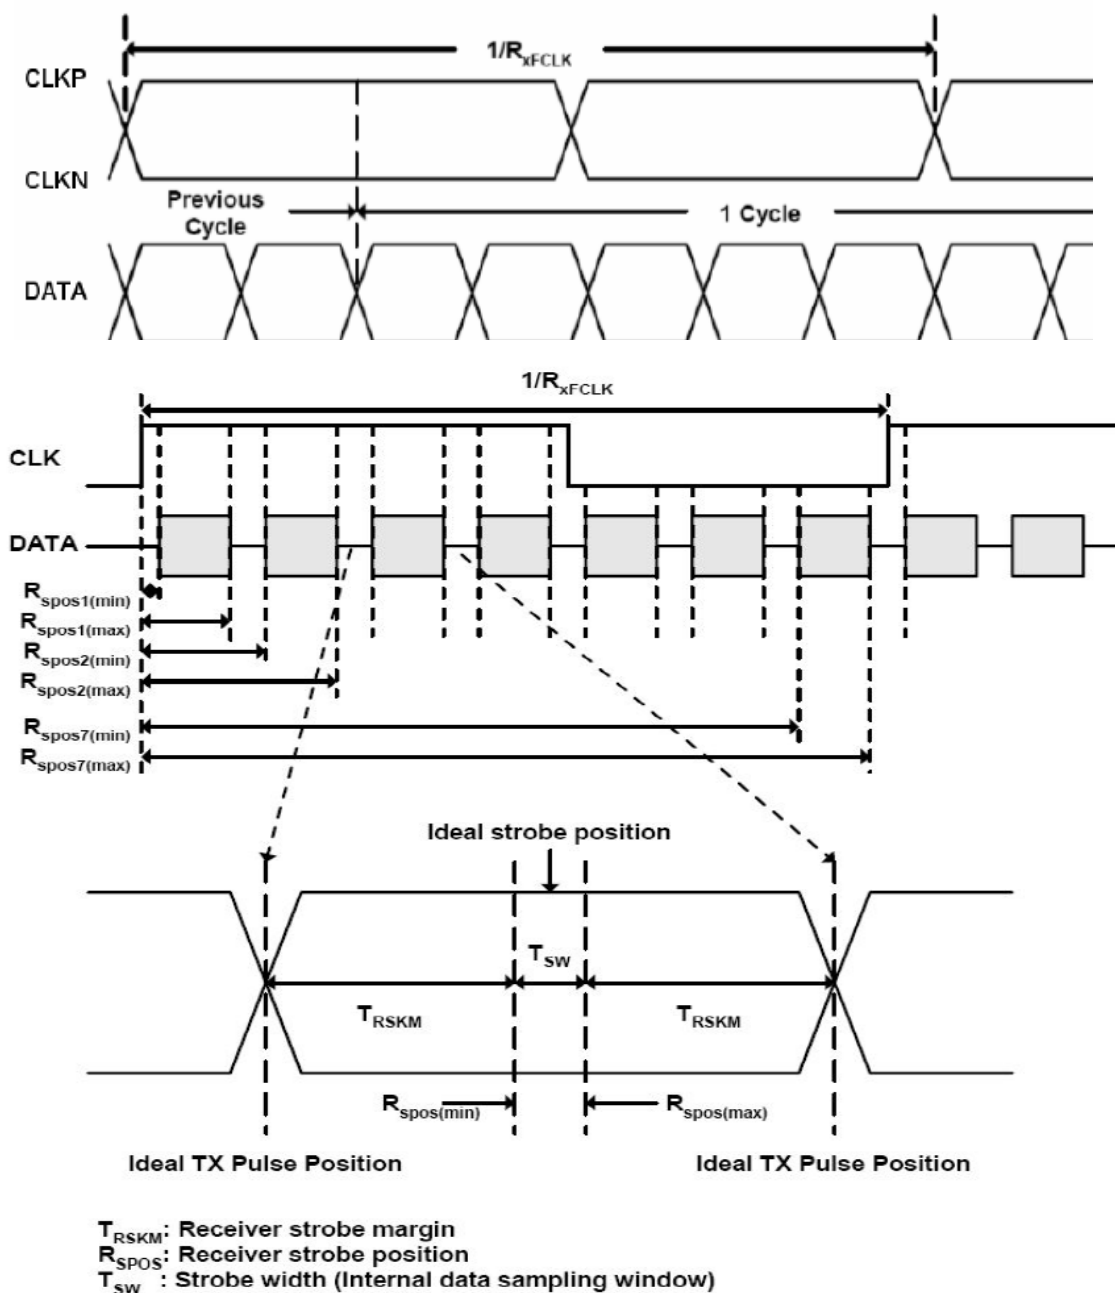 1/RxFCLK
CLKP
CLKN
Previous
Cycle
1 Cycle
DATA
1/RxFCLK
CLK
DATA
Rspos1(min)
Rspos1(max)
Rspos2(min)
Rspos2(max)
Rspos7(min)
Rspos7(max)
Ideal strobe position
TSW
TRSKM
TRSKM
Rspos(min)
Rspos(max)
Ideal TX Pulse Position
Ideal TX Pulse Position
TRSKM: Receiver strobe margin
RSPOS: Receiver strobe position
TSW : Strobe width (Internal data sampling window)